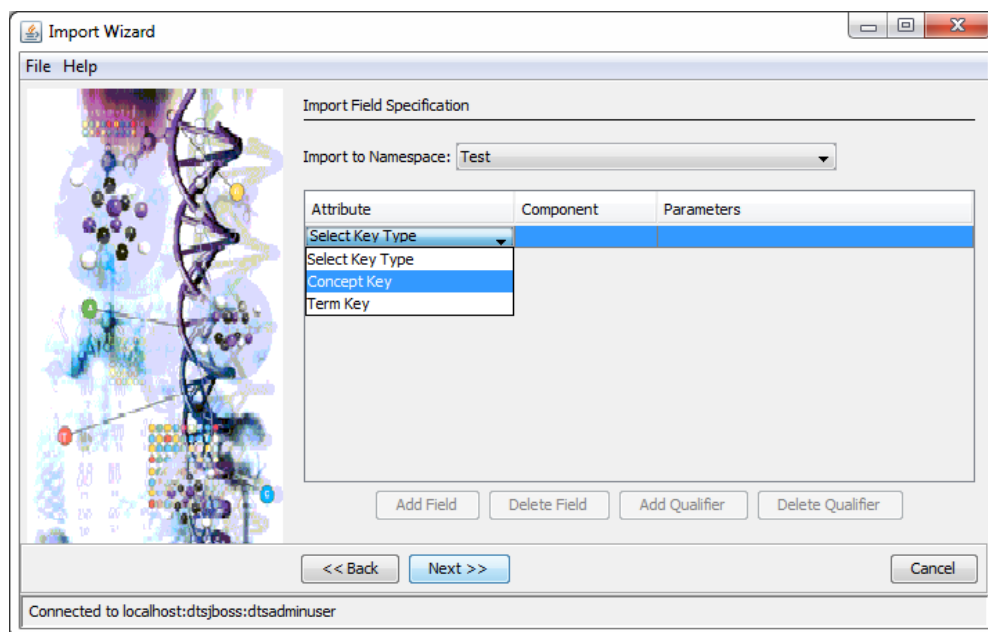 Import Wizard
File Help
Import Field Specification
Import to Namespace: Test
Attribute Component Parameters
Select Key Type
Select Key Type
Concept Key
Term Key
Add Field Delete Field Add Qualifier Delete Qualifier
<< Back Next >> Cancel
Connected to localhost:dtsjboss:dtsadminuser